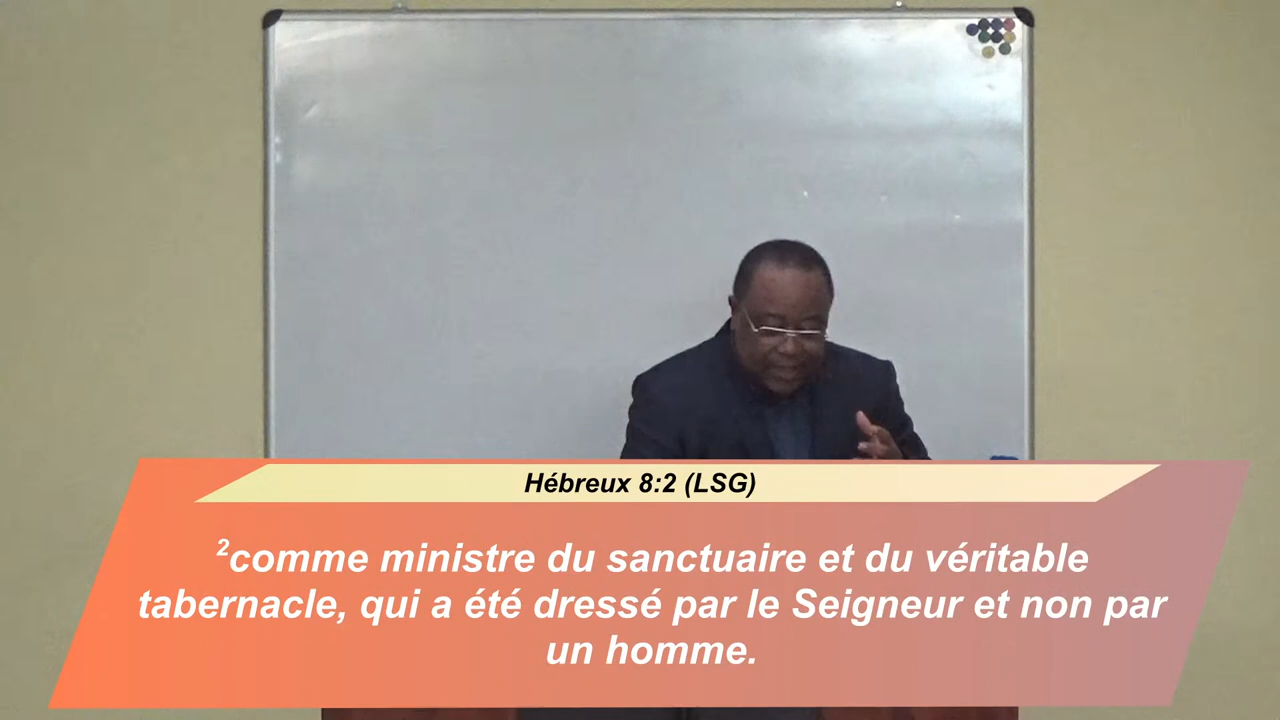 Hébreux 8:2 (LSG)
²comme ministre du sanctuaire et du véritable
tabernacle, qui a été dressé par le Seigneur et non par
un homme.